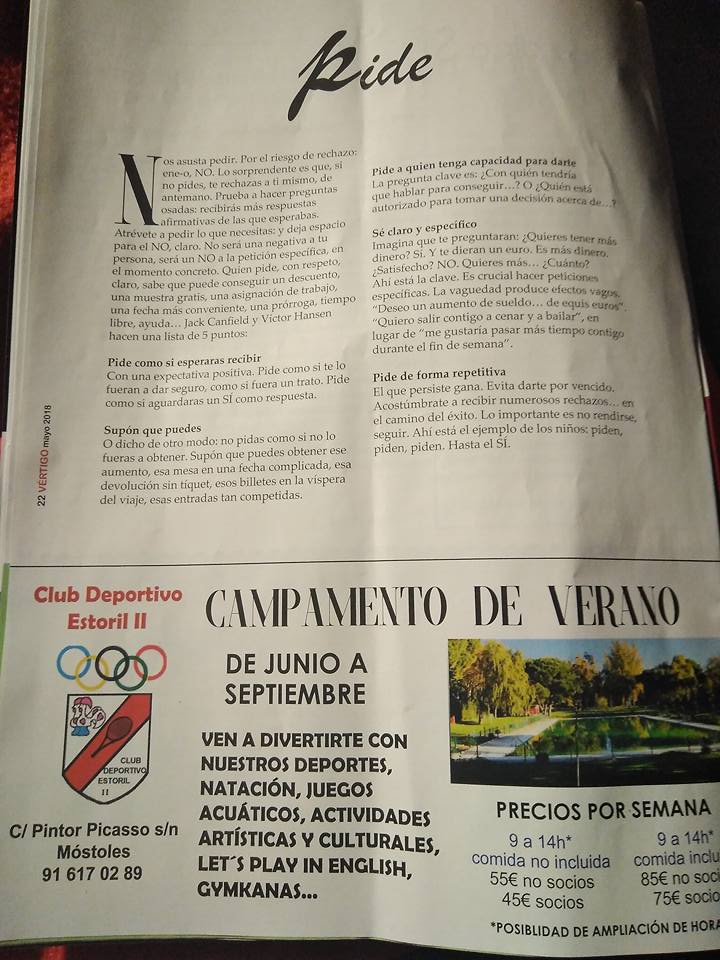 Pide
Nos asusta pedir. Por el riesgo de rechazo:
ene-o, NO. Lo sorprendente es que, si
no pides, te rechazas a ti mismo, de
antemano. Prueba a hacer preguntas
osadas: recibirás más respuestas
afirmativas de las que esperabas.
Atrévete a pedir lo que necesitas: y deja espacio
para el NO, claro. No será una negativa a tu
persona, será un NO a la petición específica, en
el momento concreto. Quien pide, con respeto,
claro, sabe que puede conseguir un descuento,
una muestra gratis, una asignación de trabajo,
una fecha más conveniente, una prórroga, tiempo
libre, ayuda... Jack Canfield y Victor Hansen
hacen una lista de 5 puntos:
Pide como si esperaras recibir
Con una expectativa positiva. Pide como si te lo
fueran a dar seguro, como si fuera un trato. Pide
como si aguardaras un SÍ como respuesta.
Supón que puedes
O dicho de otro modo: no pidas como si no lo
fueras a obtener. Supón que puedes obtener ese
aumento, esa mesa en una fecha complicada, esa
devolución sin tíquet, esos billetes en la víspera
del viaje, esas entradas tan competidas.
Pide a quien tenga capacidad para darte
La pregunta clave es: ¿Con quién tendría
que hablar para conseguir...? O ¿Quién está
autorizado para tomar una decisión acerca de...?
Sé claro y específico
Imagina que te preguntaran: ¿Quieres tener más
dinero? Sí. Y te dieran un euro. Es más dinero.
¿Satisfecho? NO. Quieres más... ¿Cuánto?
Ahí está la clave. Es crucial hacer peticiones
específicas. La vaguedad produce efectos vagos.
"Deseo un aumento de sueldo... de equis euros".
"Quiero salir contigo a cenar y a bailar", en
lugar de "me gustaría pasar más tiempo contigo
durante el fin de semana".
Pide de forma repetitiva
El que persiste gana. Evita darte por vencido.
Acostúmbrate a recibir numerosos rechazos... en
el camino del éxito. Lo importante es no rendirse,
seguir. Ahí está el ejemplo de los niños: piden,
piden, piden. Hasta el SÍ.
22 VÉRTIGO mayo 2018
Club Deportivo
Estoril II
CLUB
DEPORTIVO
ESTORIL
II
C/ Pintor Picasso s/n
Móstoles
91 617 02 89
CAMPAMENTO DE VERANO
DE JUNIO A
SEPTIEMBRE
VEN A DIVERTIRTE CON
NUESTROS DEPORTES,
NATACIÓN, JUEGOS
ACUÁTICOS, ACTIVIDADES
ARTÍSTICAS Y CULTURALES,
LET´S PLAY IN ENGLISH,
GYMKANAS...
PRECIOS POR SEMANA
9 a 14h*
comida no incluida
55€ no socios
45€ socios
9 a 14h*
comida inclu
85€ no soci
75€ socio
*POSIBLIDAD DE AMPLIACIÓN DE HORA